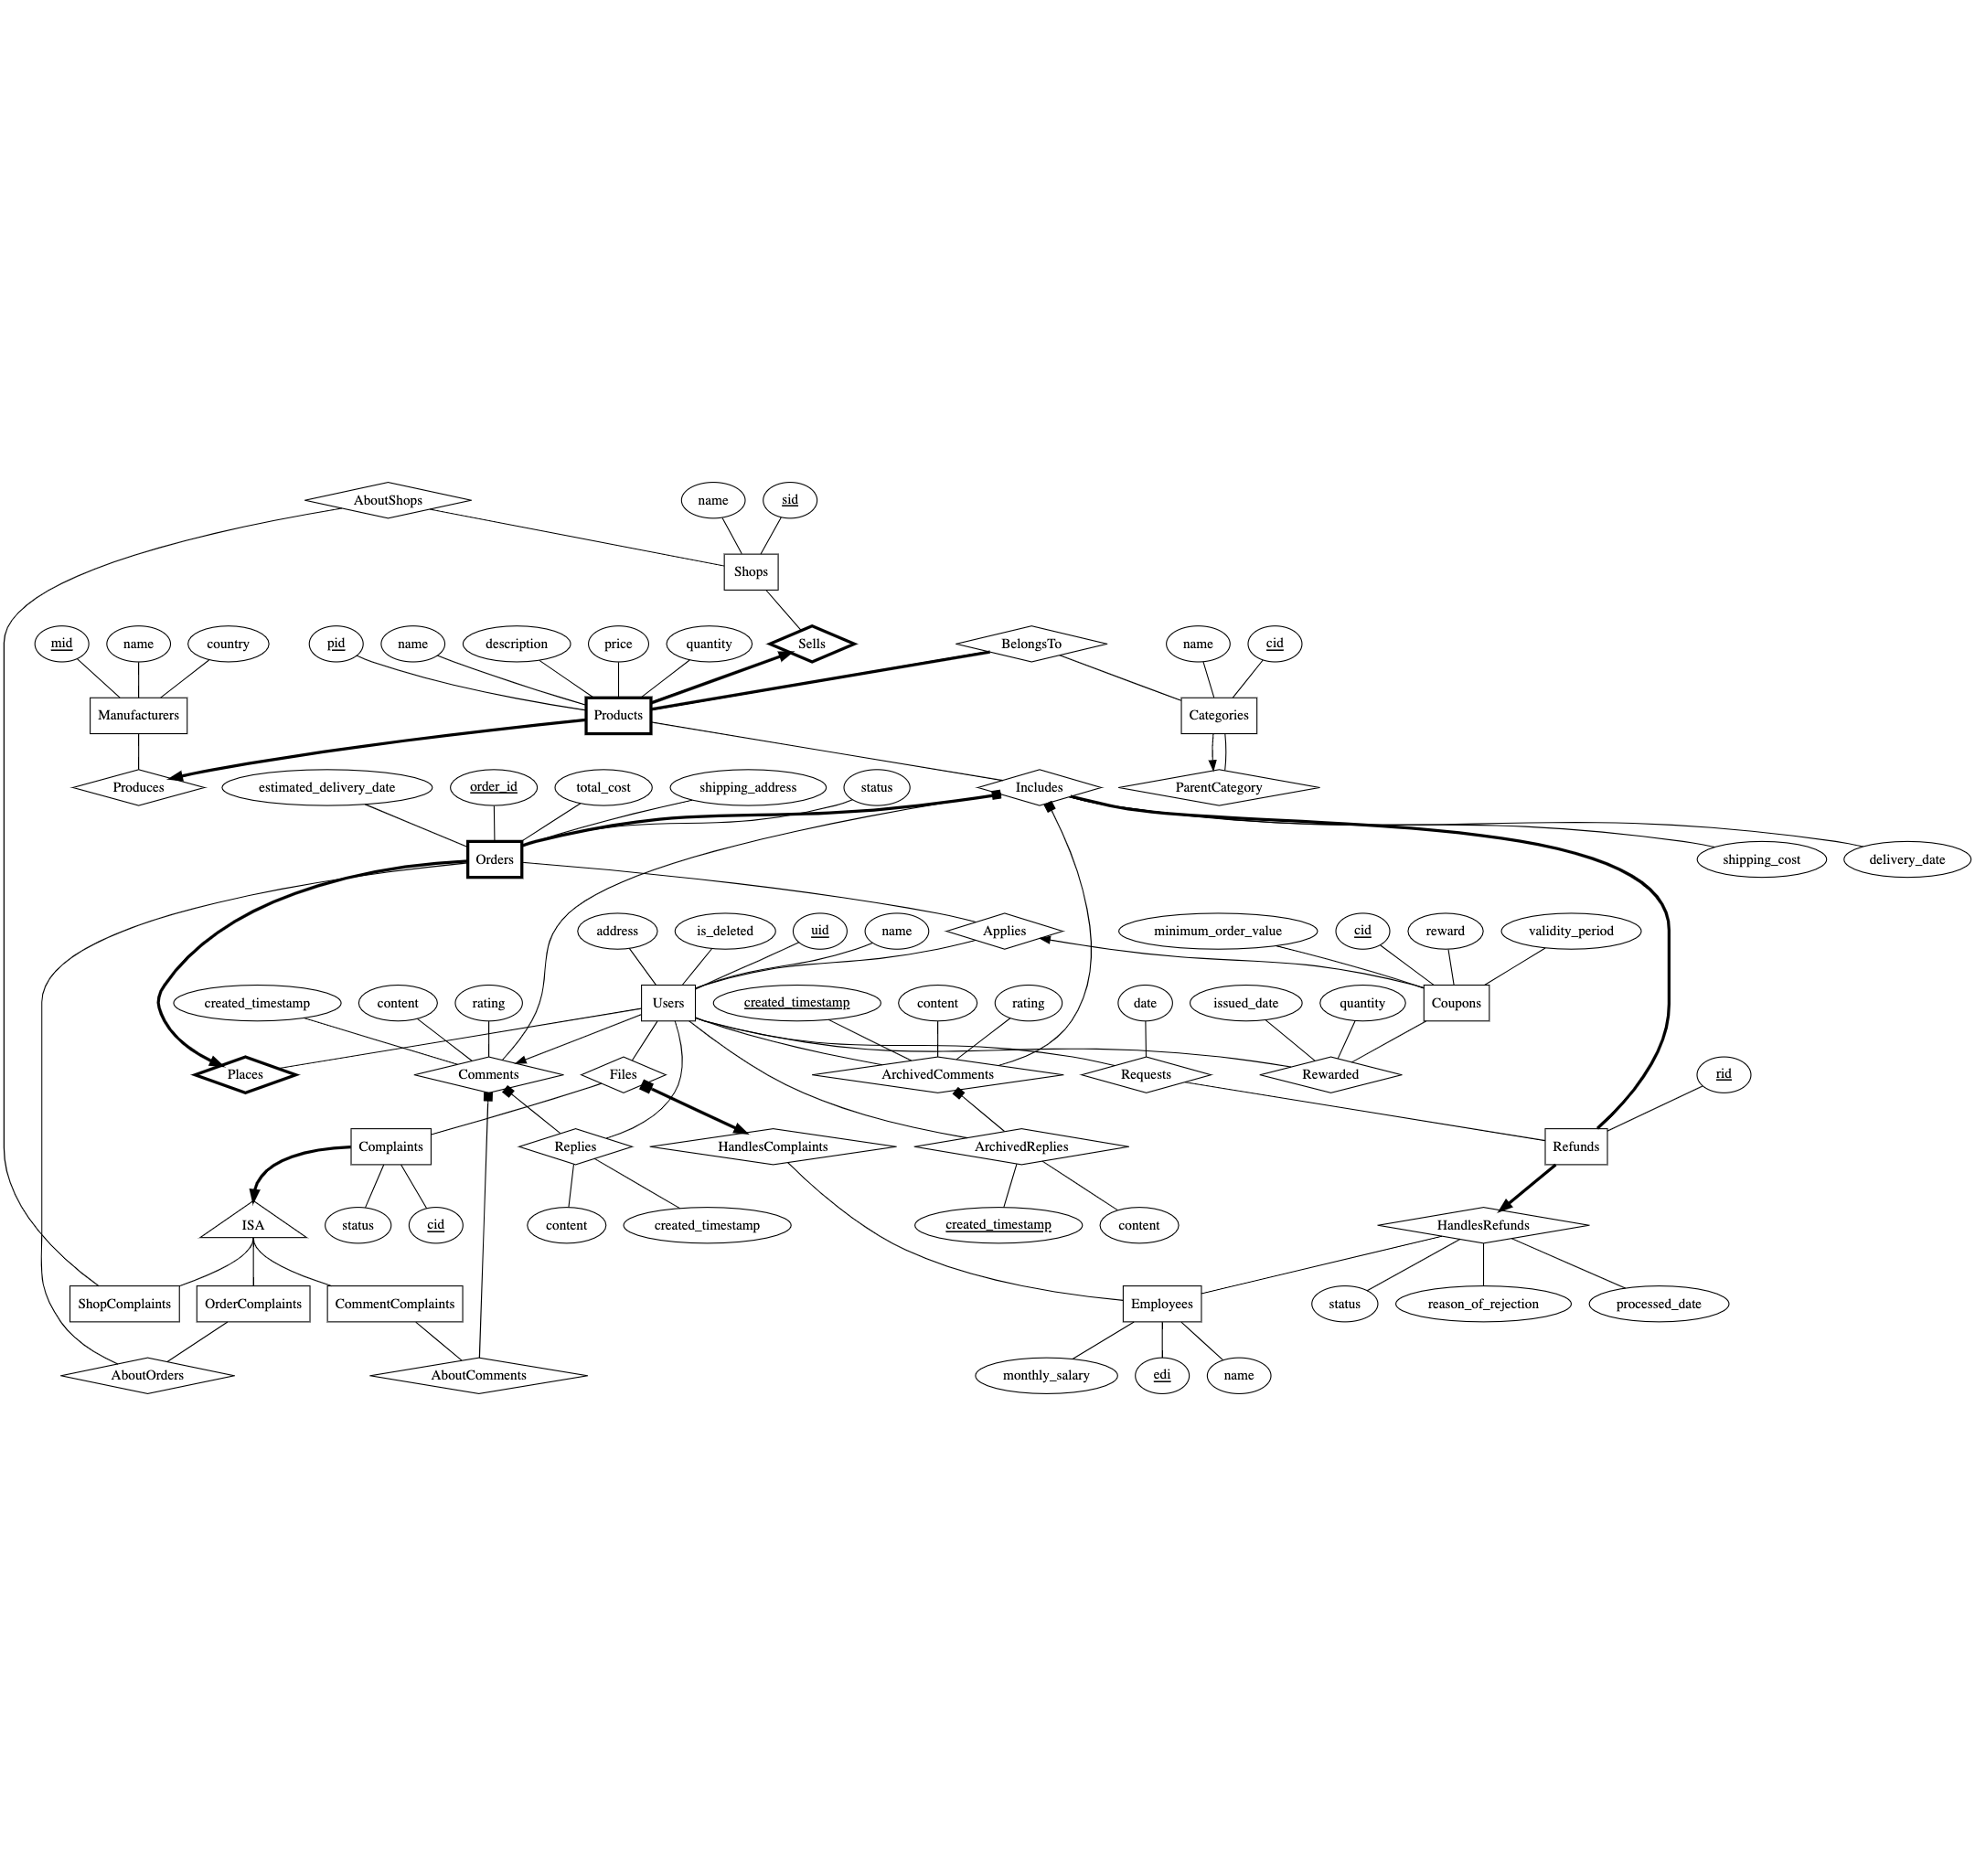 AboutShops
name
sid
Shops
mid
name
country
pid
name
description
price
quantity
Sells
BelongsTo
name
cid
Manufacturers
Products
Categories
Produces
estimated_delivery_date
order_id
total_cost
shipping_address
status
Includes
ParentCategory
Orders
shipping_cost
delivery_date
address
is_deleted
uid
name
Applies
minimum_order_value
cid
reward
validity_period
created_timestamp
content
rating
Users
created_timestamp
content
rating
date
issued_date
quantity
Coupons
Places
Comments
Files
ArchivedComments
Requests
Rewarded
rid
Complaints
Replies
HandlesComplaints
ArchivedReplies
Refunds
ISA
status
cid
content
created_timestamp
created_timestamp
content
HandlesRefunds
ShopComplaints
OrderComplaints
CommentComplaints
Employees
status
reason_of_rejection
processed_date
AboutOrders
AboutComments
monthly_salary
edi
name